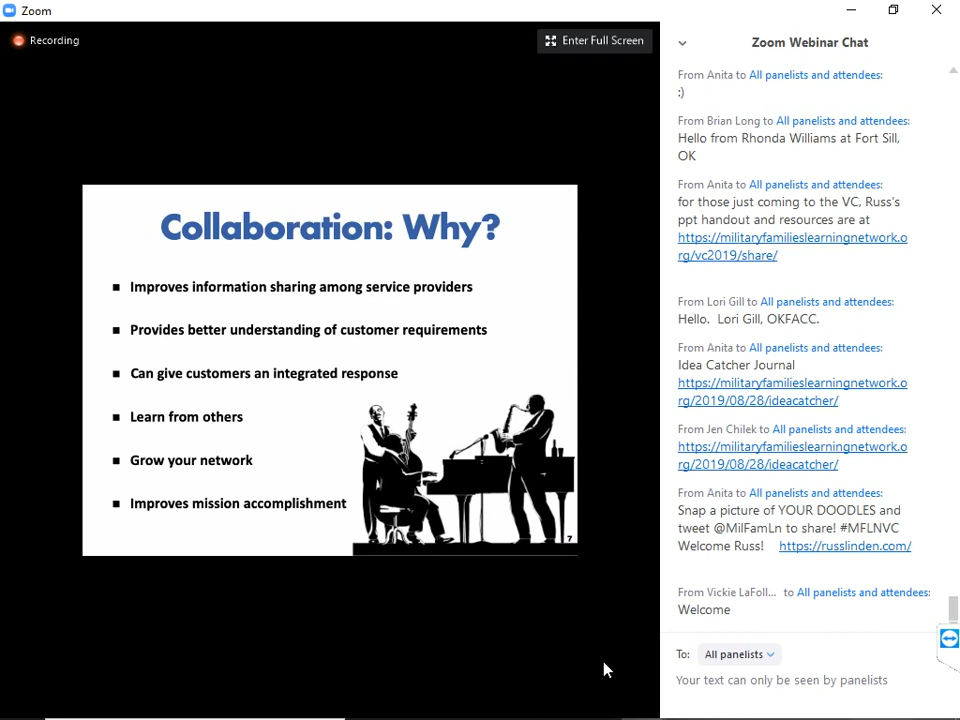 Zoom
Recording
Enter Full Screen
Collaboration: Why?
Improves information sharing among service providers
Provides better understanding of customer requirements
Can give customers an integrated response
Learn from others
Grow your network
Improves mission accomplishment
7
Zoom Webinar Chat
From Anita to All panelists and attendees:
:)
From Brian Long to All panelists and attendees:
Hello from Rhonda Williams at Fort Sill,
OK
From Anita to All panelists and attendees:
for those just coming to the VC, Russ's
ppt handout and resources are at
https://militaryfamilieslearningnetwork.o
rg/vc2019/share/
From Lori Gill to All panelists and attendees:
Hello. Lori Gill, OKFACC.
From Anita to All panelists and attendees:
Idea Catcher Journal
https://militaryfamilieslearningnetwork.o
rg/2019/08/28/ideacatcher/
From Jen Chilek to All panelists and attendees:
https://militaryfamilieslearningnetwork.o
rg/2019/08/28/ideacatcher/
From Anita to All panelists and attendees:
Snap a picture of YOUR DOODLES and
tweet @MilFamLn to share! #MFLNVC
Welcome Russ! https://russlinden.com/
From Vickie LaFoll... to All panelists and attendees:
Welcome
To: All panelists
Your text can only be seen by panelists